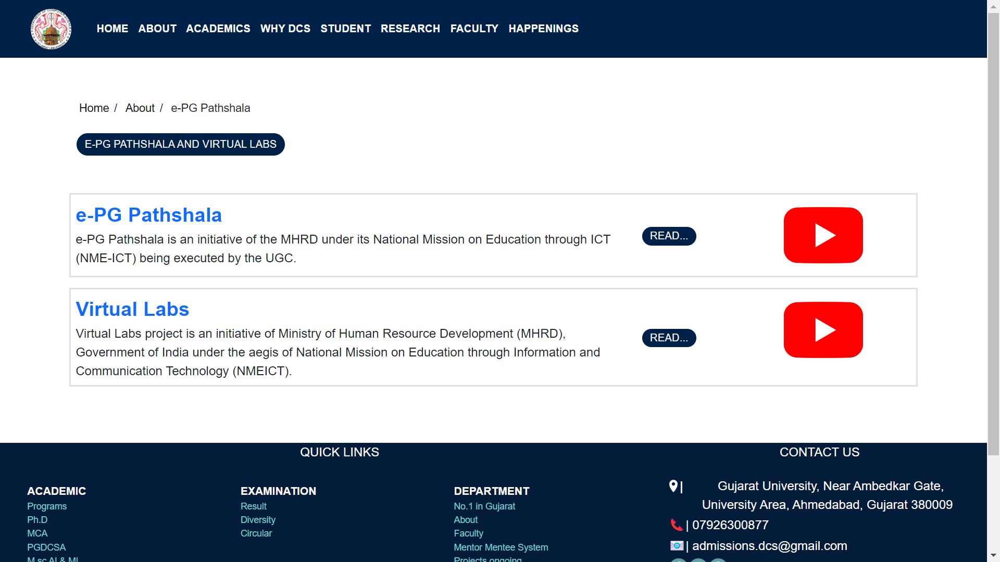 HOME ABOUT ACADEMICS WHY DCS STUDENT RESEARCH FACULTY HAPPENINGS
Home / About / e-PG Pathshala
E-PG PATHSHALA AND VIRTUAL LABS
e-PG Pathshala
e-PG Pathshala is an initiative of the MHRD under its National Mission on Education through ICT
(NME-ICT) being executed by the UGC.
READ...
Virtual Labs
Virtual Labs project is an initiative of Ministry of Human Resource Development (MHRD),
Government of India under the aegis of National Mission on Education through Information and
Communication Technology (NMEICT).
READ...
QUICK LINKS
ACADEMIC
Programs
Ph.D
MCA
PGDCSA
M.sc AI & ML
EXAMINATION
Result
Diversity
Circular
DEPARTMENT
No.1 in Gujarat
About
Faculty
Mentor Mentee System
Projects ongoing
CONTACT US
| Gujarat University, Near Ambedkar Gate,
University Area, Ahmedabad, Gujarat 380009
| 07926300877
| admissions.dcs@gmail.com